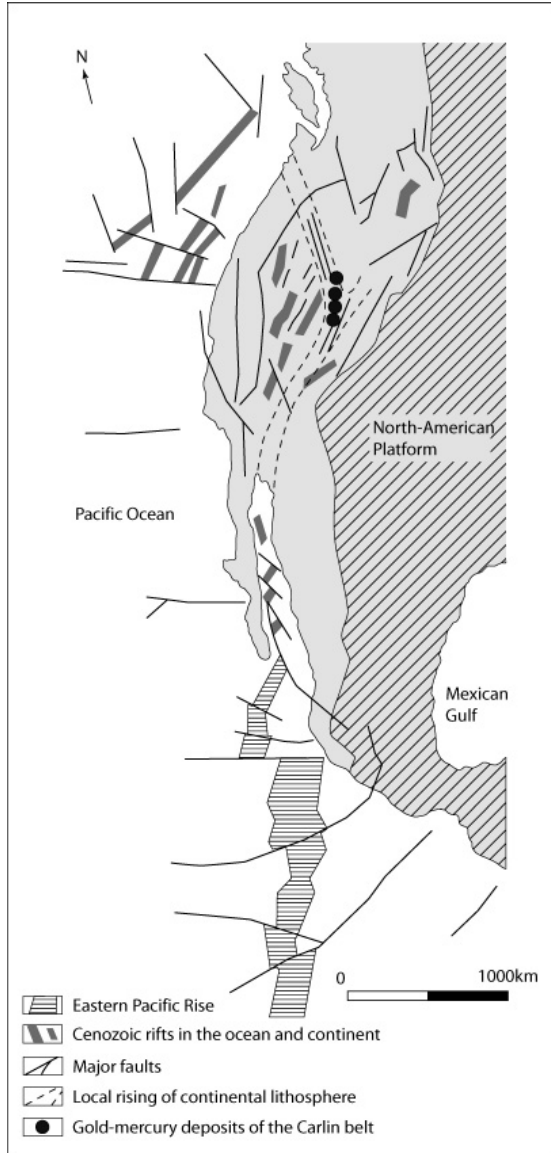 N
North-American
Platform
Pacific Ocean
Mexican
Gulf
0 1000km
Eastern Pacific Rise
Cenozoic rifts in the ocean and continent
Major faults
Local rising of continental lithosphere
Gold-mercury deposits of the Carlin belt